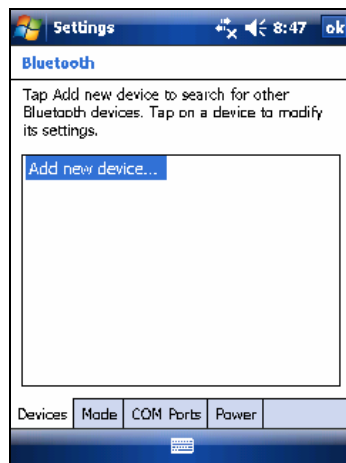 Settings 8:47 ok
Bluetooth
Tap Add new device to search for other
Bluetooth devices. Tap on a device to modify
its settings.
Add new device...
Devices Mode COM Ports Power